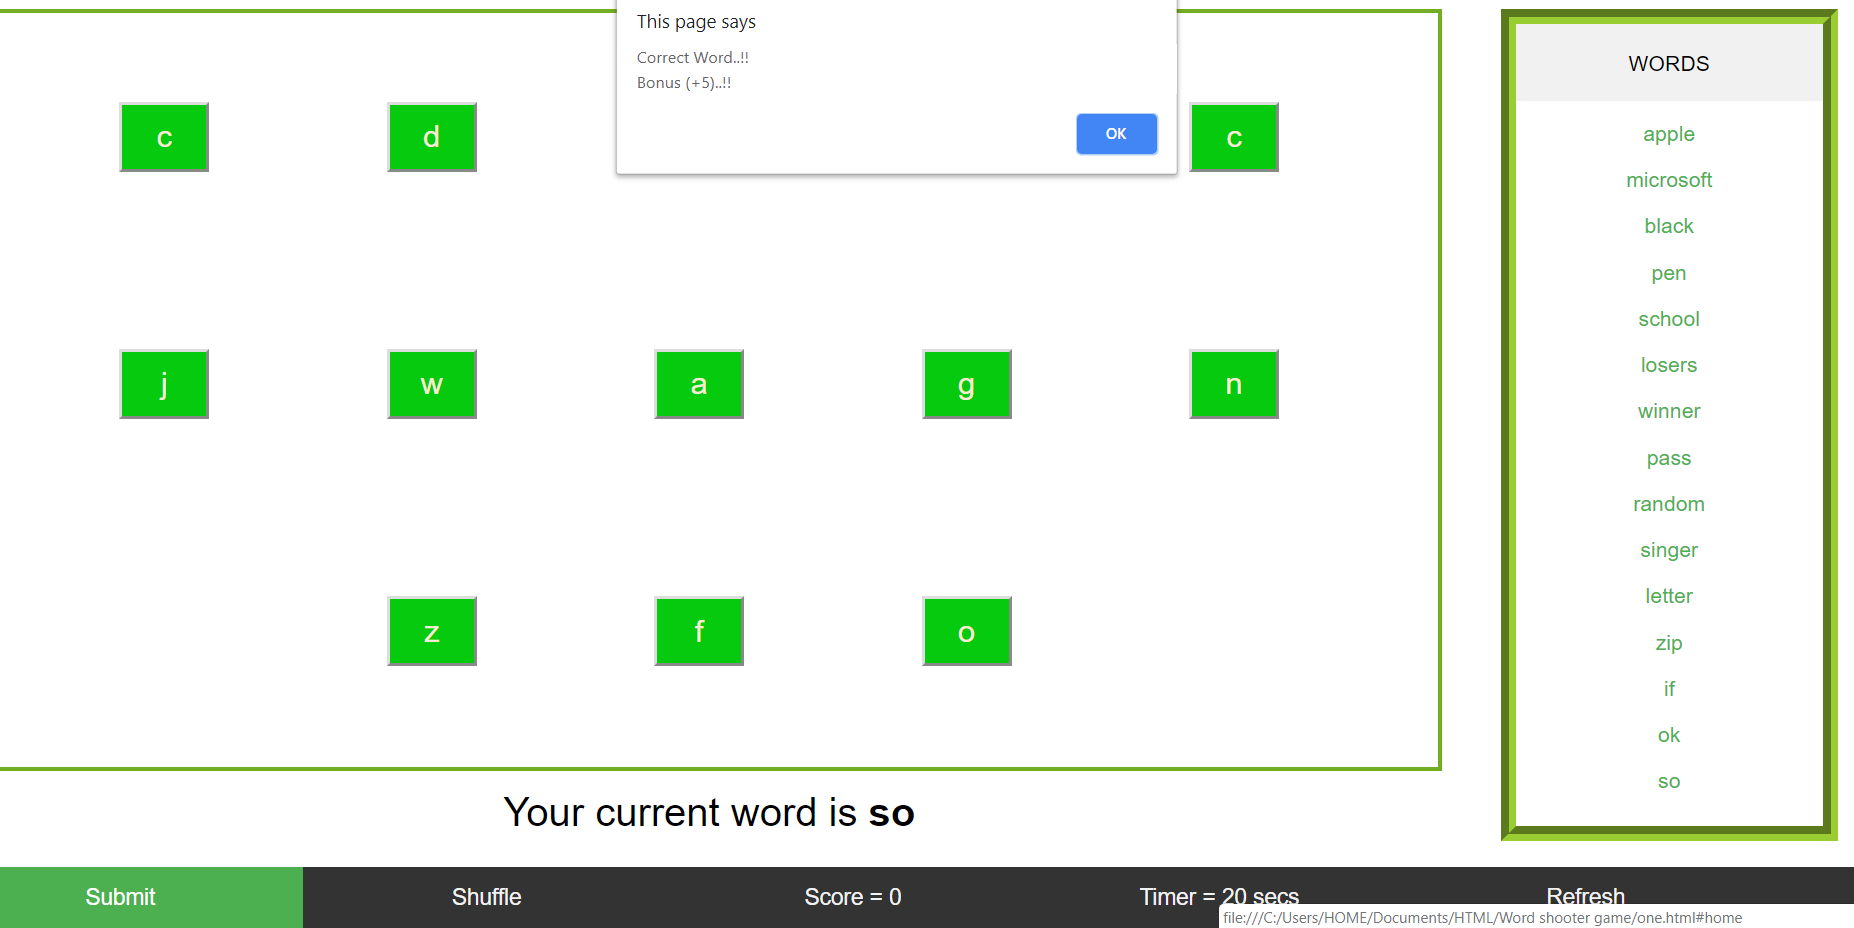 This page says
Correct Word..!!
Bonus (+5)..!!
OK
c d c
j w a g n
z f o
Your current word is so
WORDS
apple
microsoft
black
pen
school
losers
winner
pass
random
singer
letter
zip
if
ok
so
Submit Shuffle Score = 0 Timer = 20 secs Refresh
file:///C:/Users/HOME/Documents/HTML/Word shooter game/one.html#home